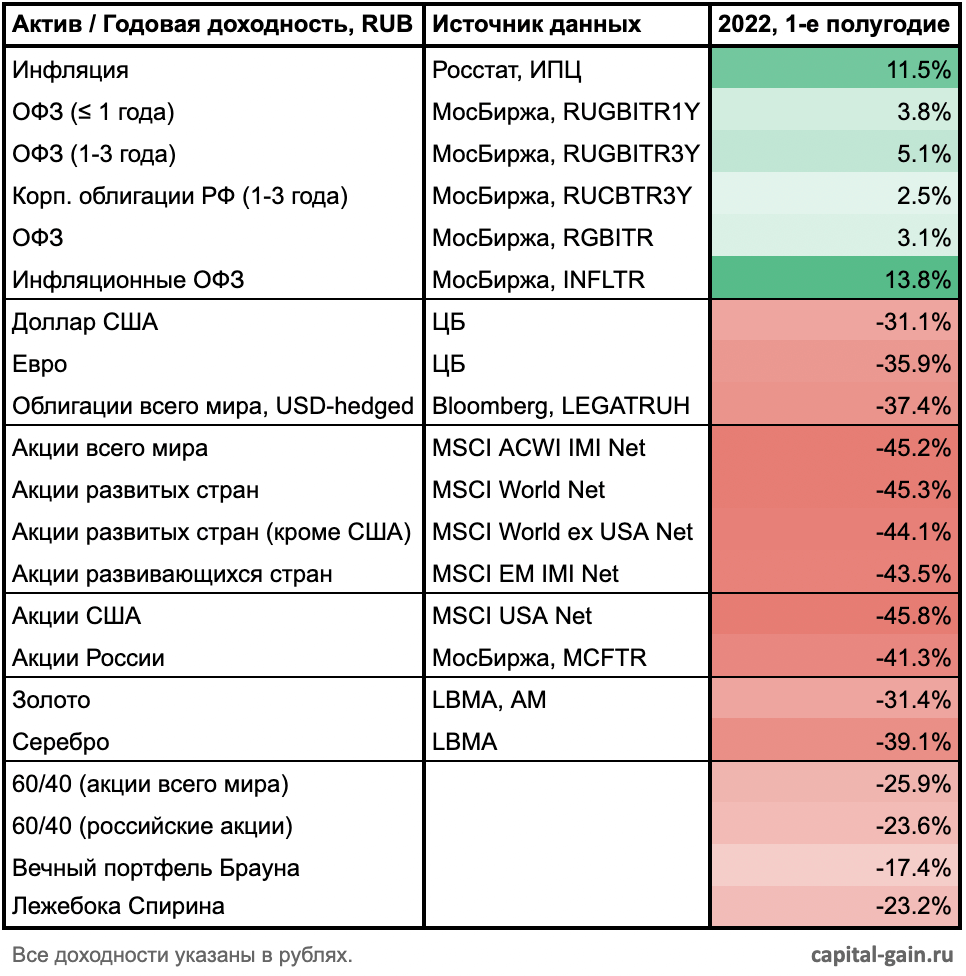 Актив / Годовая доходность, RUB Источник данных 2022, 1-е полугодие
Инфляция Росстат, ИПЦ 11.5%
ОФЗ (≤ 1 года) МосБиржа, RUGBITR1Y 3.8%
ОФЗ (1-3 года) МосБиржа, RUGBITR3Y 5.1%
Корп. облигации РФ (1-3 года) МосБиржа, RUCBTR3Y 2.5%
ОФЗ МосБиржа, RGBITR 3.1%
Инфляционные ОФЗ МосБиржа, INFLTR 13.8%
Доллар США ЦБ -31.1%
Евро ЦБ -35.9%
Облигации всего мира, USD-hedged Bloomberg, LEGATRUH -37.4%
Акции всего мира MSCI ACWI IMI Net -45.2%
Акции развитых стран MSCI World Net -45.3%
Акции развитых стран (кроме США) MSCI World ex USA Net -44.1%
Акции развивающихся стран MSCI EM IMI Net -43.5%
Акции США MSCI USA Net -45.8%
Акции России МосБиржа, MCFTR -41.3%
Золото LBMA, AM -31.4%
Серебро LBMA -39.1%
60/40 (акции всего мира) -25.9%
60/40 (российские акции) -23.6%
Вечный портфель Брауна -17.4%
Лежебока Спирина -23.2%
Все доходности указаны в рублях. capital-gain.ru